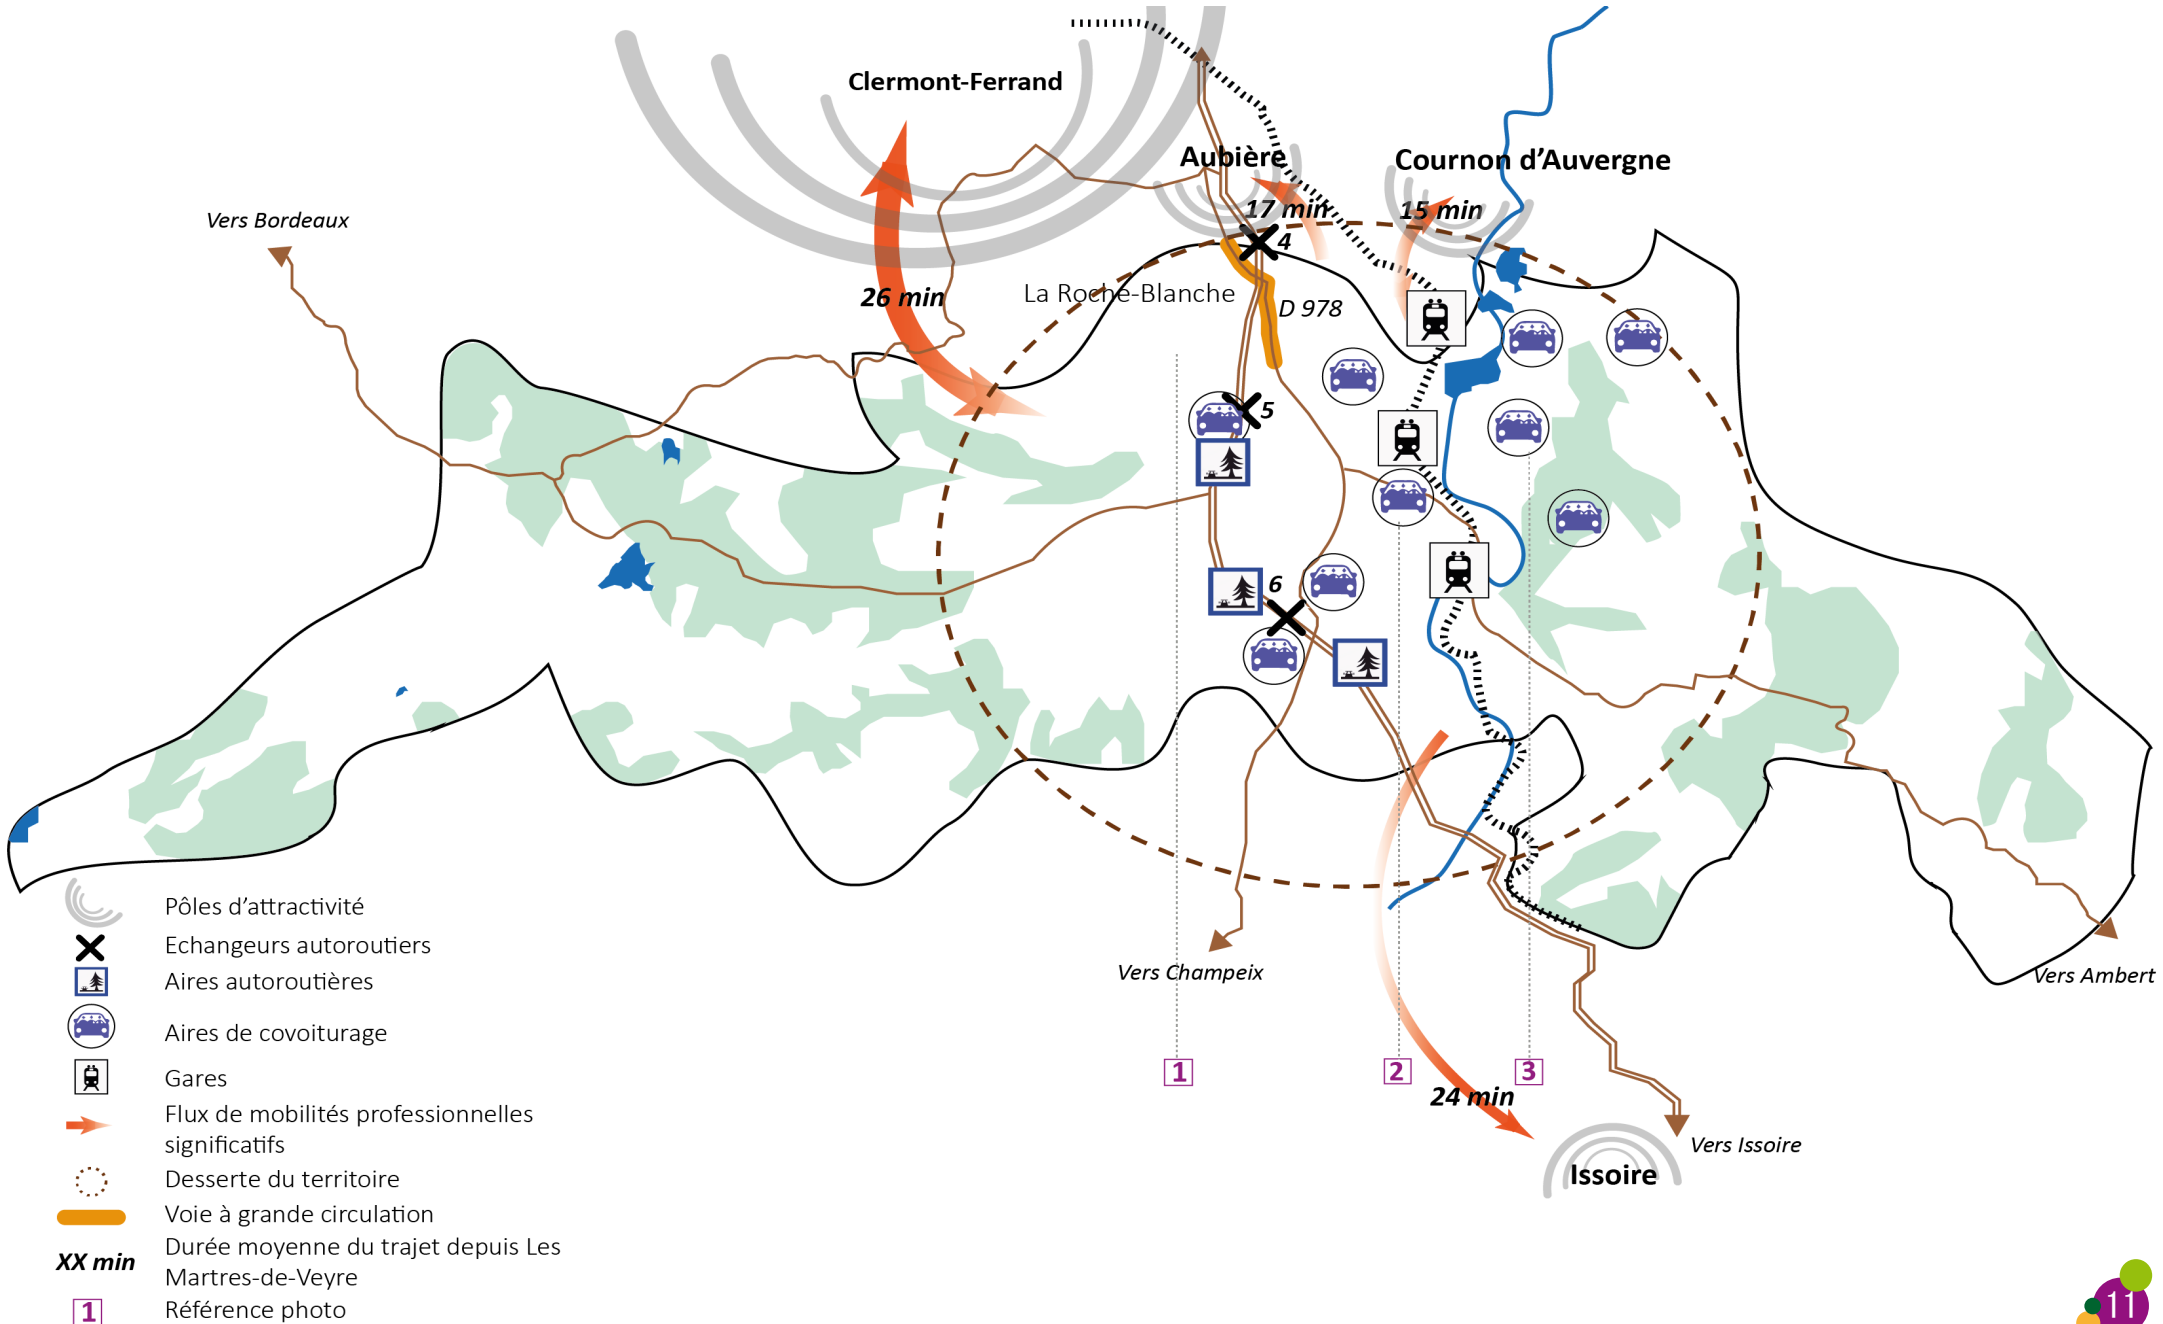 Clermont-Ferrand
Aubière
Cournon d’Auvergne
17 min
15 min
Vers Bordeaux
4
26 min
La Roche-Blanche
D 978
5
6
Vers Champeix
Vers Ambert
1
2
3
24 min
Vers Issoire
Issoire
Pôles d’attractivité
Echangeurs autoroutiers
Aires autoroutières
Aires de covoiturage
Gares
Flux de mobilités professionnelles
significatifs
Desserte du territoire
Voie à grande circulation
XX min
Durée moyenne du trajet depuis Les
Martres-de-Veyre
1
Référence photo
11